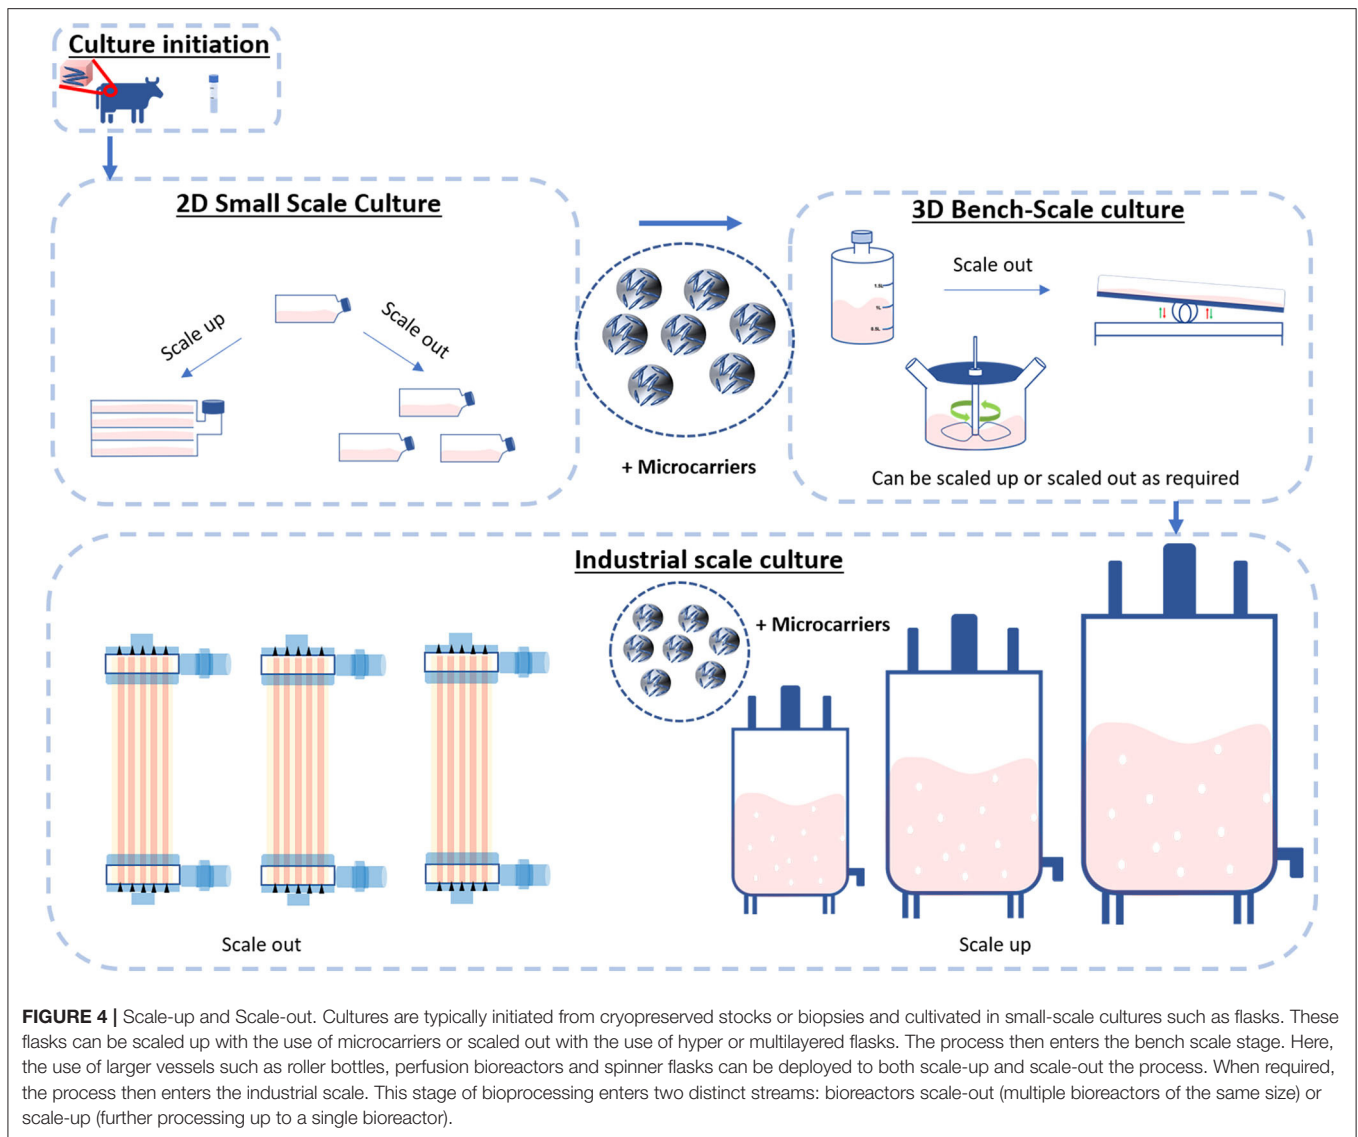 Culture initiation
2D Small Scale Culture
Scale up
Scale out
+ Microcarriers
3D Bench-Scale culture
1.5L
1L
0.5L
Scale out
Can be scaled up or scaled out as required
Industrial scale culture
+ Microcarriers
Scale out
Scale up
FIGURE 4 | Scale-up and Scale-out. Cultures are typically initiated from cryopreserved stocks or biopsies and cultivated in small-scale cultures such as flasks. These
flasks can be scaled up with the use of microcarriers or scaled out with the use of hyper or multilayered flasks. The process then enters the bench scale stage. Here,
the use of larger vessels such as roller bottles, perfusion bioreactors and spinner flasks can be deployed to both scale-up and scale-out the process. When required,
the process then enters the industrial scale. This stage of bioprocessing enters two distinct streams: bioreactors scale-out (multiple bioreactors of the same size) or
scale-up (further processing up to a single bioreactor).